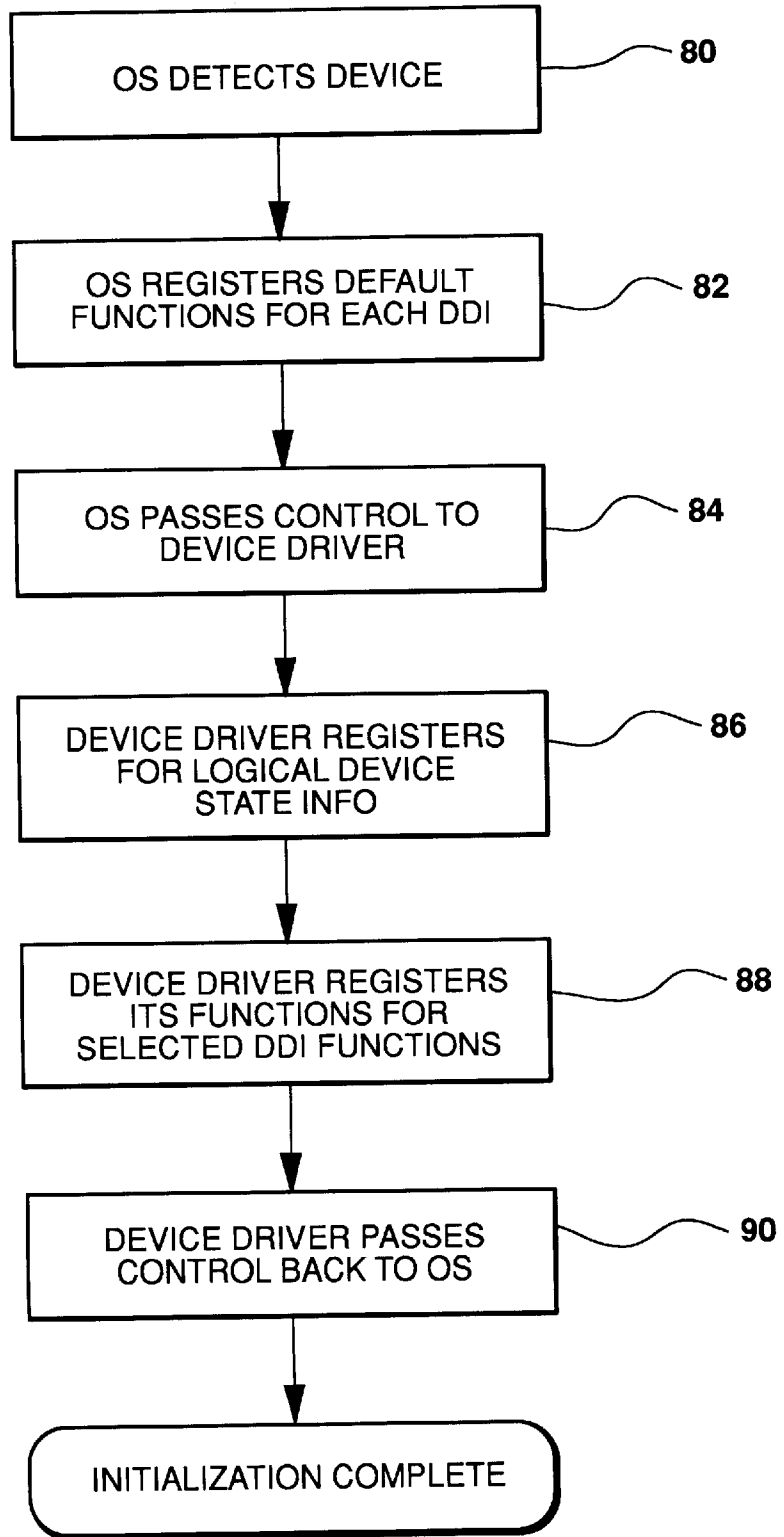 OS DETECTS DEVICE
80
OS REGISTERS DEFAULT
FUNCTIONS FOR EACH DDI
82
OS PASSES CONTROL TO
DEVICE DRIVER
84
DEVICE DRIVER REGISTERS
FOR LOGICAL DEVICE
STATE INFO
86
DEVICE DRIVER REGISTERS
ITS FUNCTIONS FOR
SELECTED DDI FUNCTIONS
88
DEVICE DRIVER PASSES
CONTROL BACK TO OS
90
INITIALIZATION COMPLETE